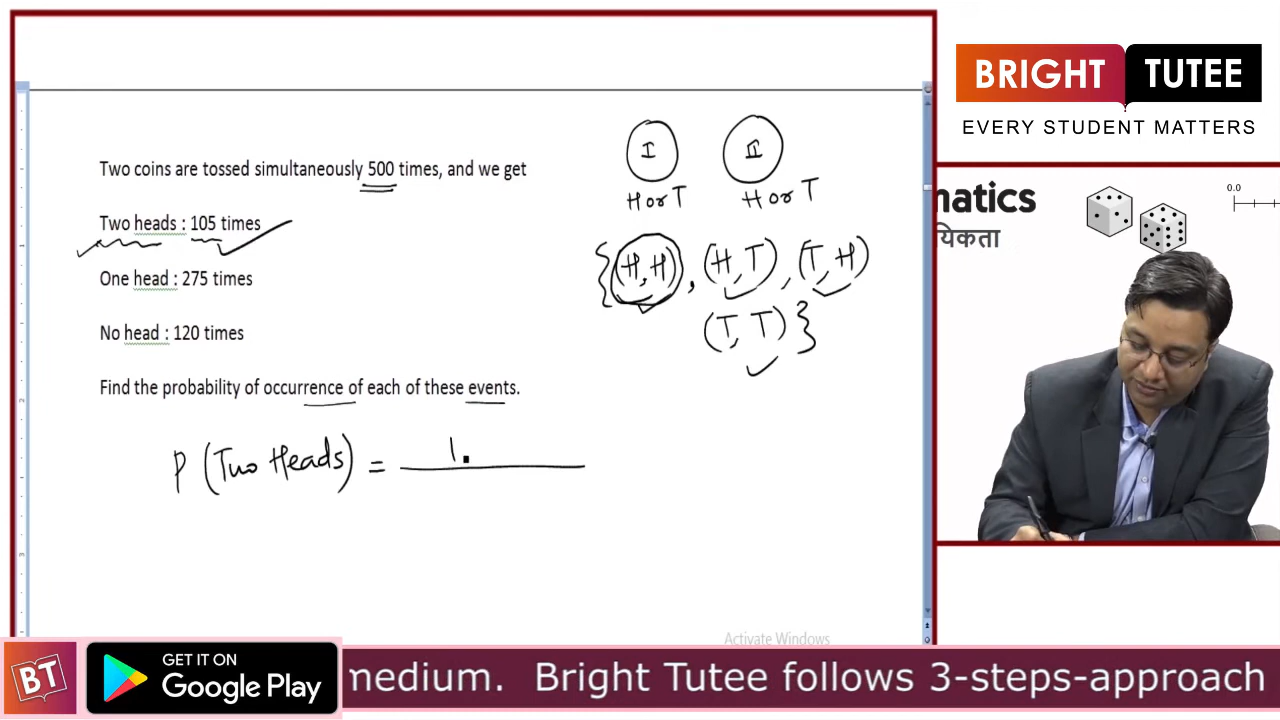 BRIGHT TUTEE
EVERY STUDENT MATTERS
Two coins are tossed simultaneously 500 times, and we get
Two heads : 105 times
One head : 275 times
No head : 120 times
Find the probability of occurrence of each of these events.
P (Two Heads) = 1
I II
H or T H or T
{(H, H), (H, T), (T, H)
(T, T)}
matics
यिकता
0.0
Activate Windows
BT
GET IT ON
Google Play
medium. Bright Tutee follows 3-steps-approach